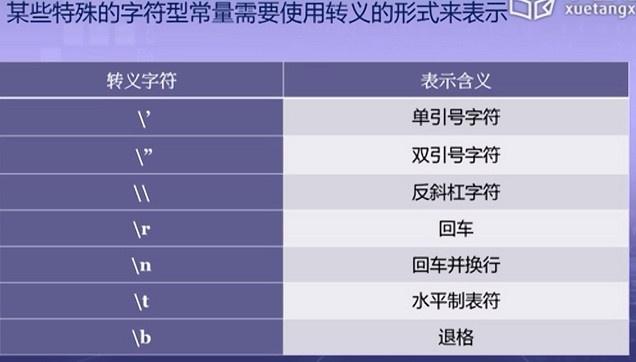 某些特殊的字符型常量需要使用转义的形式来表示
xuetangx
转义字符 表示含义
\’ 单引号字符
\” 双引号字符
\\ 反斜杠字符
\r 回车
\n 回车并换行
\t 水平制表符
\b 退格